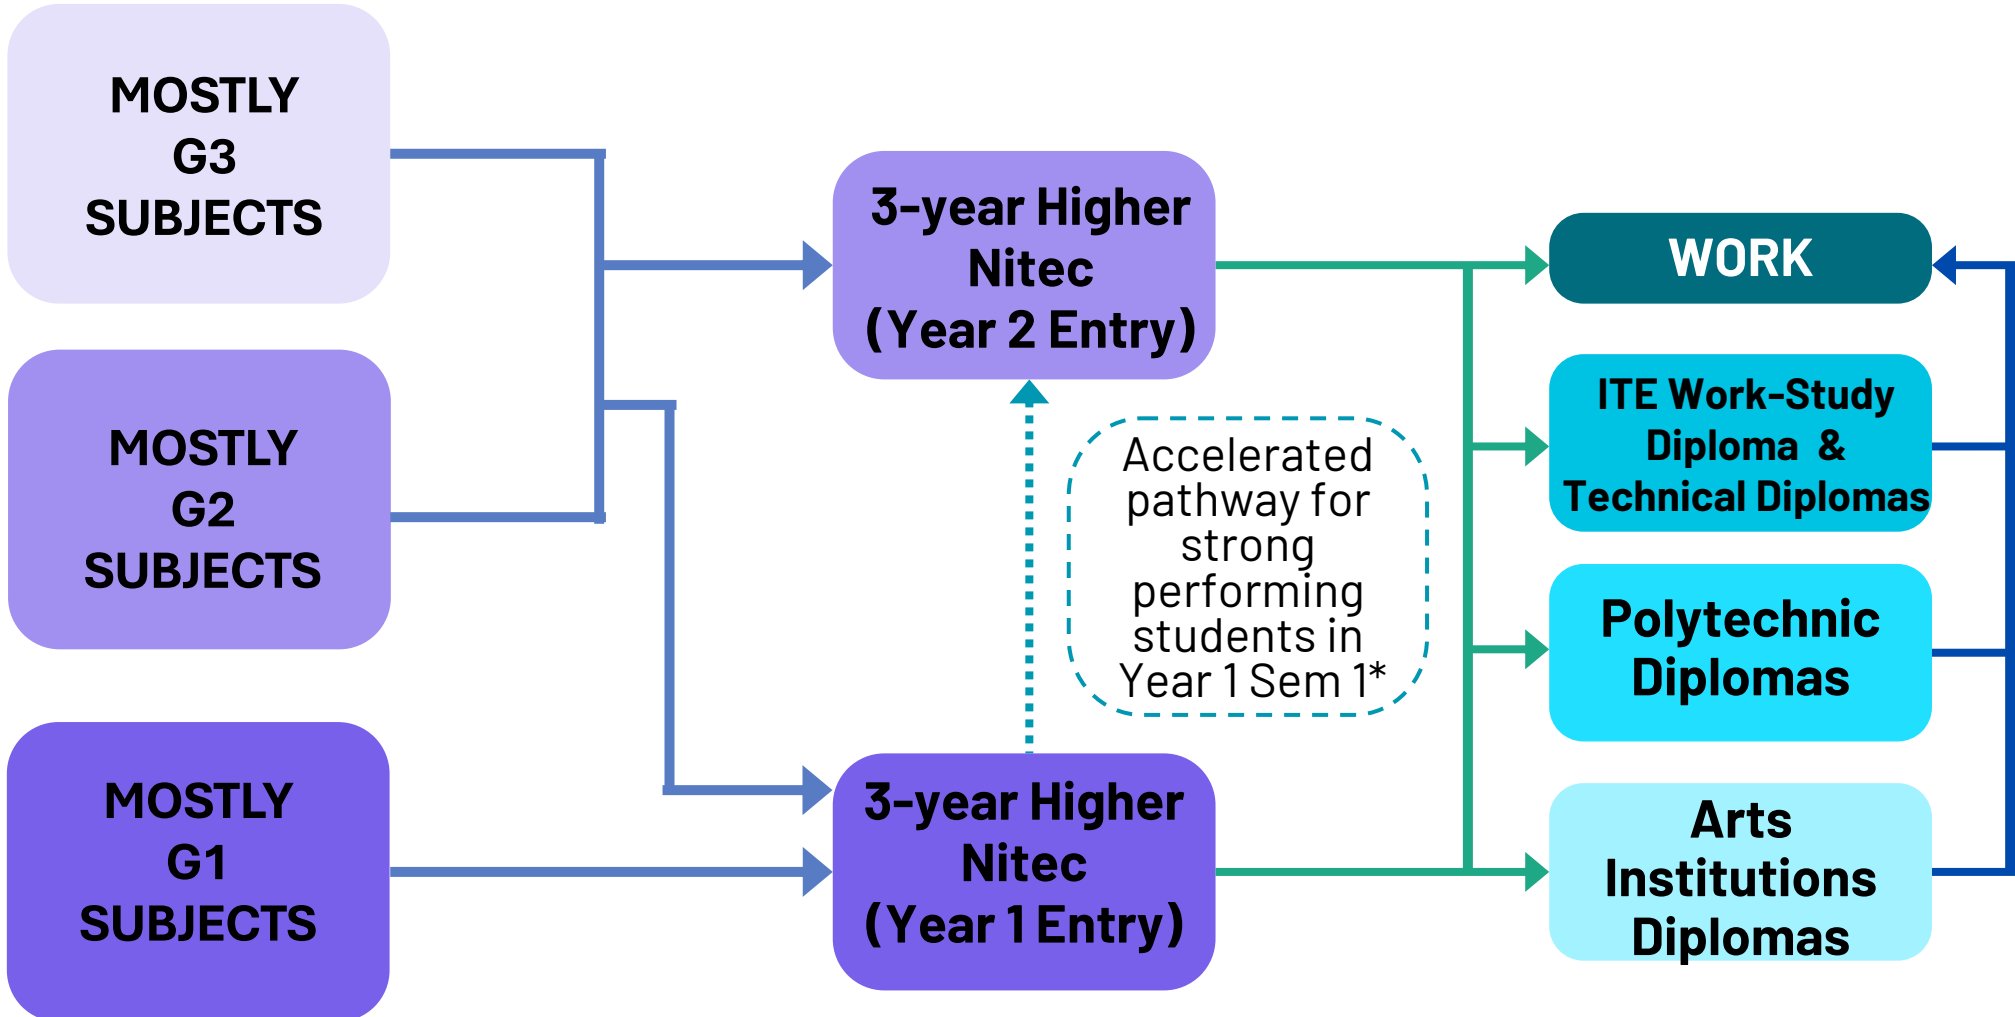 MOSTLY
G3
SUBJECTS
MOSTLY
G2
SUBJECTS
MOSTLY
G1
SUBJECTS
3-year Higher
Nitec
(Year 2 Entry)
Accelerated
pathway for
strong
performing
students in
Year 1 Sem 1*
3-year Higher
Nitec
(Year 1 Entry)
WORK
ITE Work-Study
Diploma &
Technical Diplomas
Polytechnic
Diplomas
Arts
Institutions
Diplomas